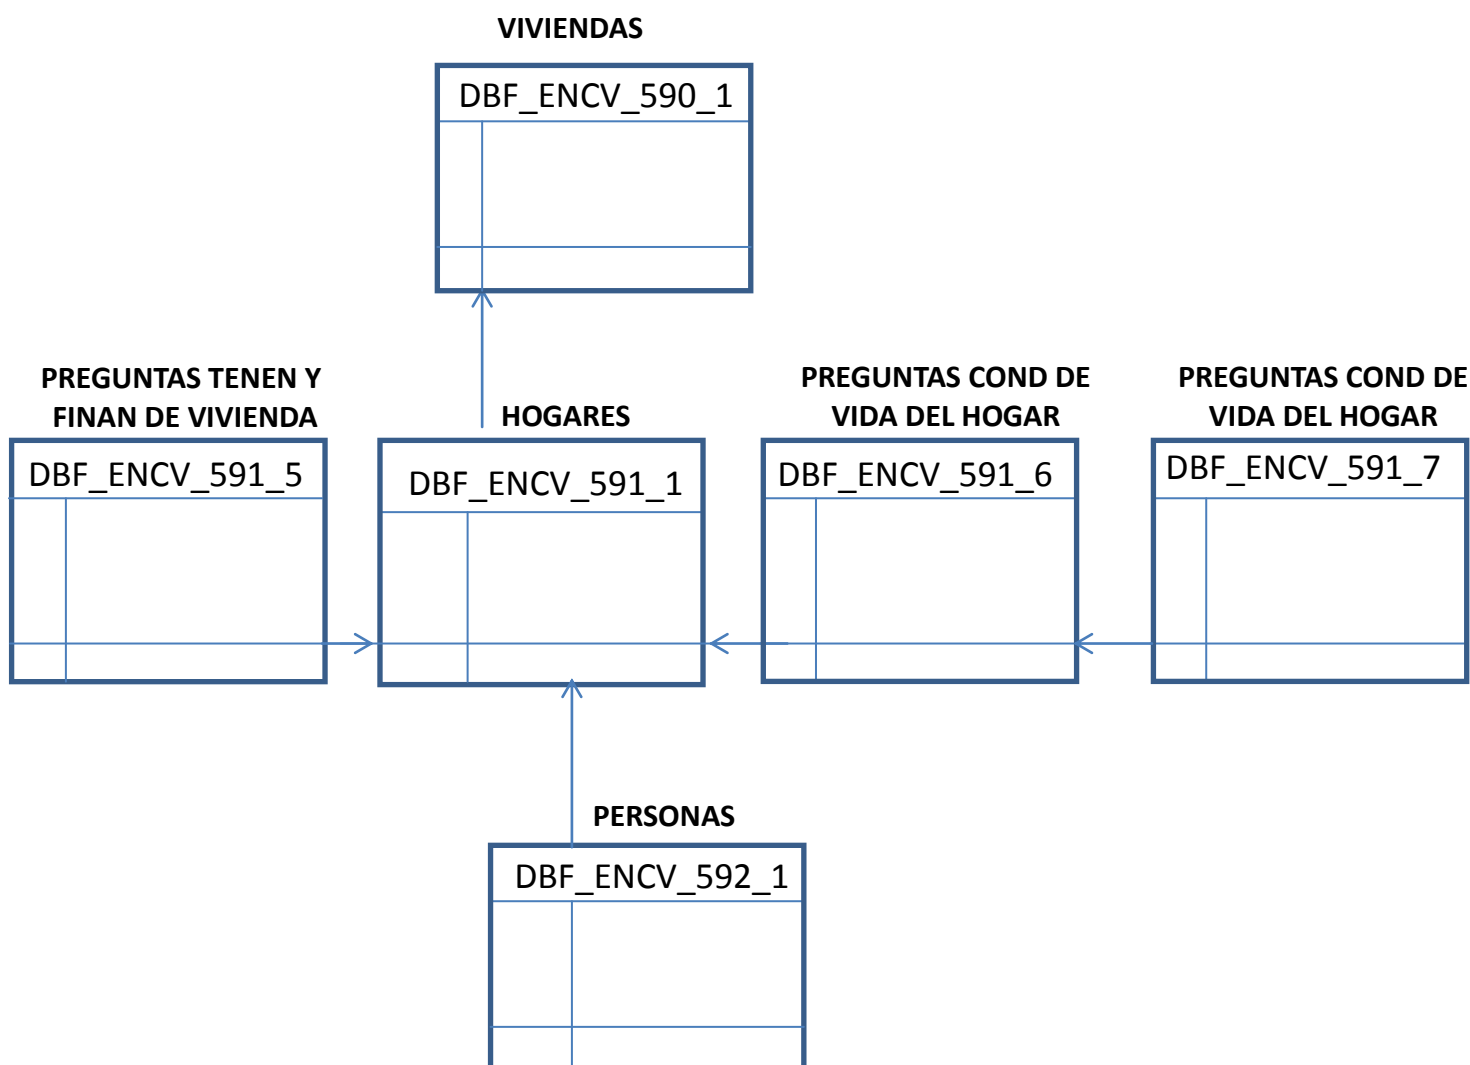 VIVIENDAS
DBF_ENCV_590_1
PREGUNTAS TENEN Y
FINAN DE VIVIENDA
DBF_ENCV_591_5
HOGARES
DBF_ENCV_591_1
PREGUNTAS COND DE
VIDA DEL HOGAR
DBF_ENCV_591_6
PREGUNTAS COND DE
VIDA DEL HOGAR
DBF_ENCV_591_7
PERSONAS
DBF_ENCV_592_1